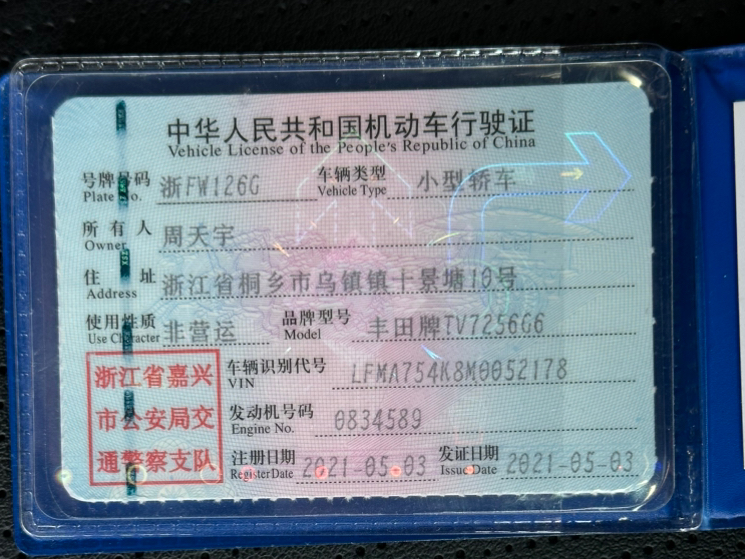 中华人民共和国机动车行驶证
Vehicle License of the People's Republic of China
号牌号码 浙FW126G 车辆类型 小型轿车
Plate No. Vehicle Type
所有人 周天宇
Owner
住址 浙江省桐乡市乌镇镇十景塘10号
Address
使用性质 非营运 品牌型号 丰田牌TV7256G6
Use Character Model
浙江省嘉兴
市公安局交
通警察支队
车辆识别代号 LFMA754K8M0052178
VIN
发动机号码 0834589
Engine No.
注册日期 2021-05-03 发证日期 2021-05-03
Register Date Issue Date